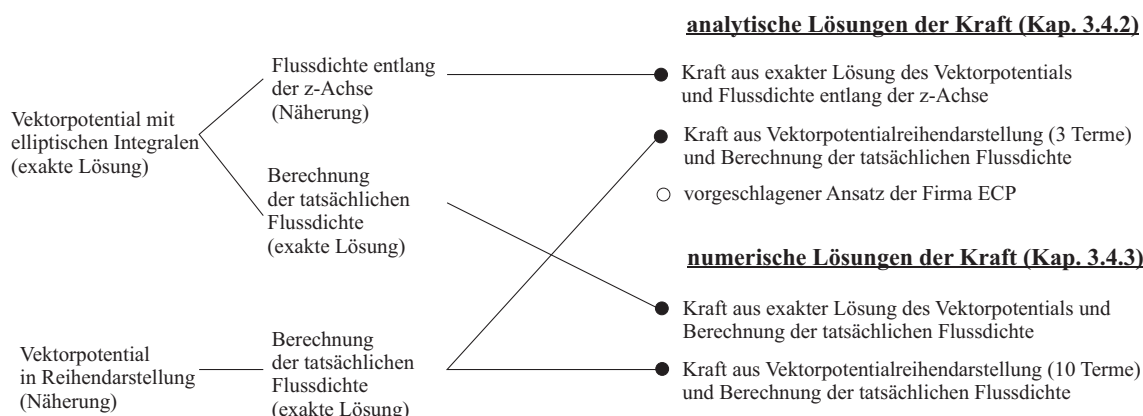 Vektorpotential mit
elliptischen Integralen
(exakte Lösung)
Flussdichte entlang
der z-Achse
(Näherung)
Berechnung
der tatsächlichen
Flussdichte
(exakte Lösung)
Vektorpotential
in Reihendarstellung
(Näherung)
Berechnung
der tatsächlichen
Flussdichte
(exakte Lösung)
analytische Lösungen der Kraft (Kap. 3.4.2)
Kraft aus exakter Lösung des Vektorpotentials
und Flussdichte entlang der z-Achse
Kraft aus Vektorpotentialreihendarstellung (3 Terme)
und Berechnung der tatsächlichen Flussdichte
vorgeschlagener Ansatz der Firma ECP
numerische Lösungen der Kraft (Kap. 3.4.3)
Kraft aus exakter Lösung des Vektorpotentials und
Berechnung der tatsächlichen Flussdichte
Kraft aus Vektorpotentialreihendarstellung (10 Terme)
und Berechnung der tatsächlichen Flussdichte